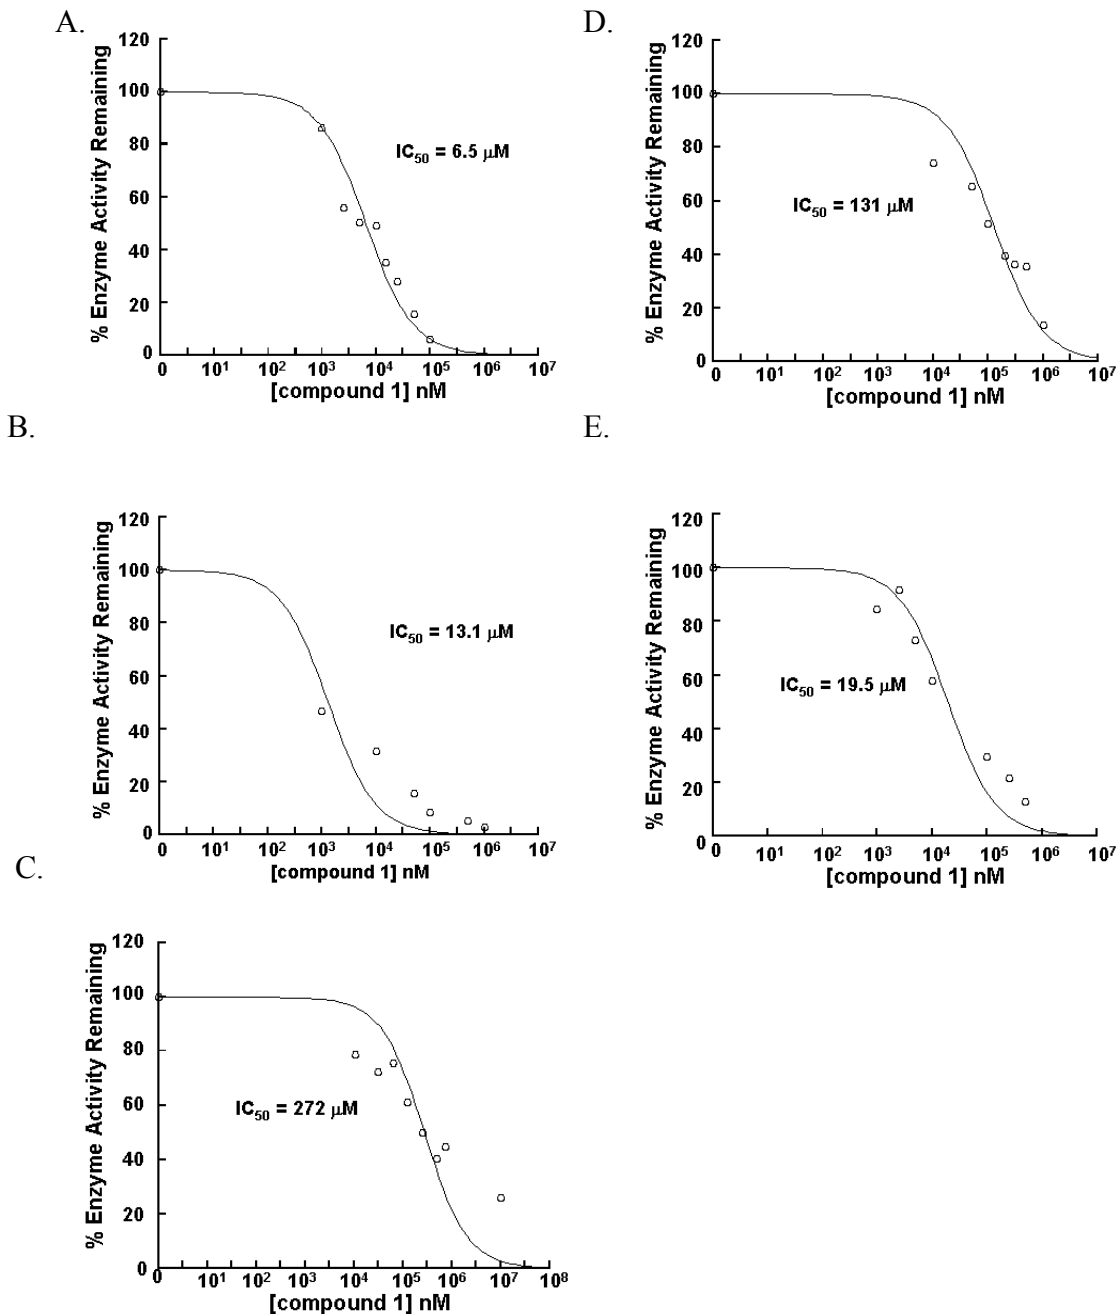 A.
% Enzyme Activity Remaining
120
100
80
60
40
20
0
IC50 = 6.5 μM
0 10¹ 10² 10³ 10⁴ 10⁵ 10⁶ 10⁷
[compound 1] nM
B.
% Enzyme Activity Remaining
120
100
80
60
40
20
0
IC50 = 13.1 μM
0 10¹ 10² 10³ 10⁴ 10⁵ 10⁶ 10⁷
[compound 1] nM
C.
% Enzyme Activity Remaining
120
100
80
60
40
20
0
IC50 = 272 μM
0 10¹ 10² 10³ 10⁴ 10⁵ 10⁶ 10⁷ 10⁸
[compound 1] nM
D.
% Enzyme Activity Remaining
120
100
80
60
40
20
0
IC50 = 131 μM
0 10¹ 10² 10³ 10⁴ 10⁵ 10⁶ 10⁷
[compound 1] nM
E.
% Enzyme Activity Remaining
120
100
80
60
40
20
0
IC50 = 19.5 μM
0 10¹ 10² 10³ 10⁴ 10⁵ 10⁶ 10⁷
[compound 1] nM